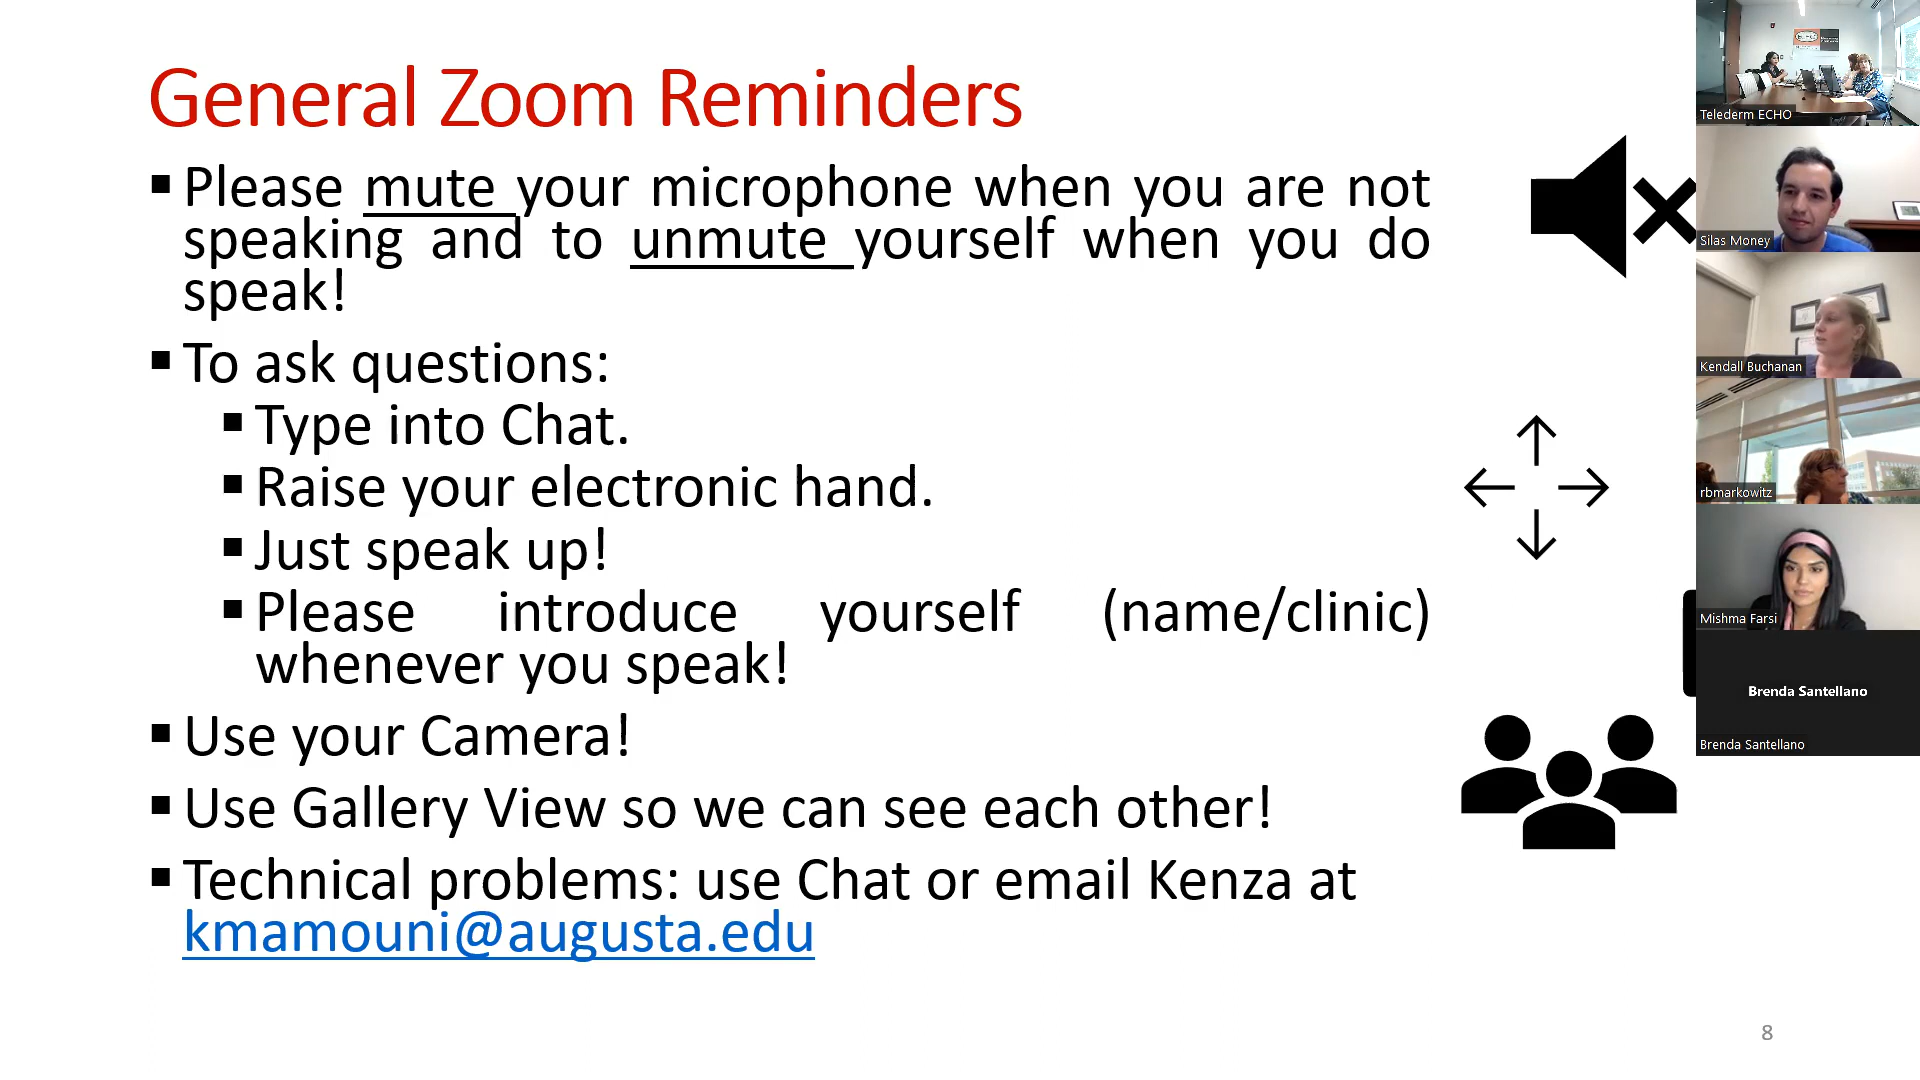 General Zoom Reminders
▪ Please mute your microphone when you are not
speaking and to unmute yourself when you do
speak!
▪ To ask questions:
▪ Type into Chat.
▪ Raise your electronic hand.
▪ Just speak up!
▪ Please introduce yourself (name/clinic)
whenever you speak!
▪ Use your Camera!
▪ Use Gallery View so we can see each other!
▪ Technical problems: use Chat or email Kenza at
kmamouni@augusta.edu
8
Telederm ECHO
Silas Money
Kendall Buchanan
rbmarkowitz
Mishma Farsi
Brenda Santellano
Brenda Santellano